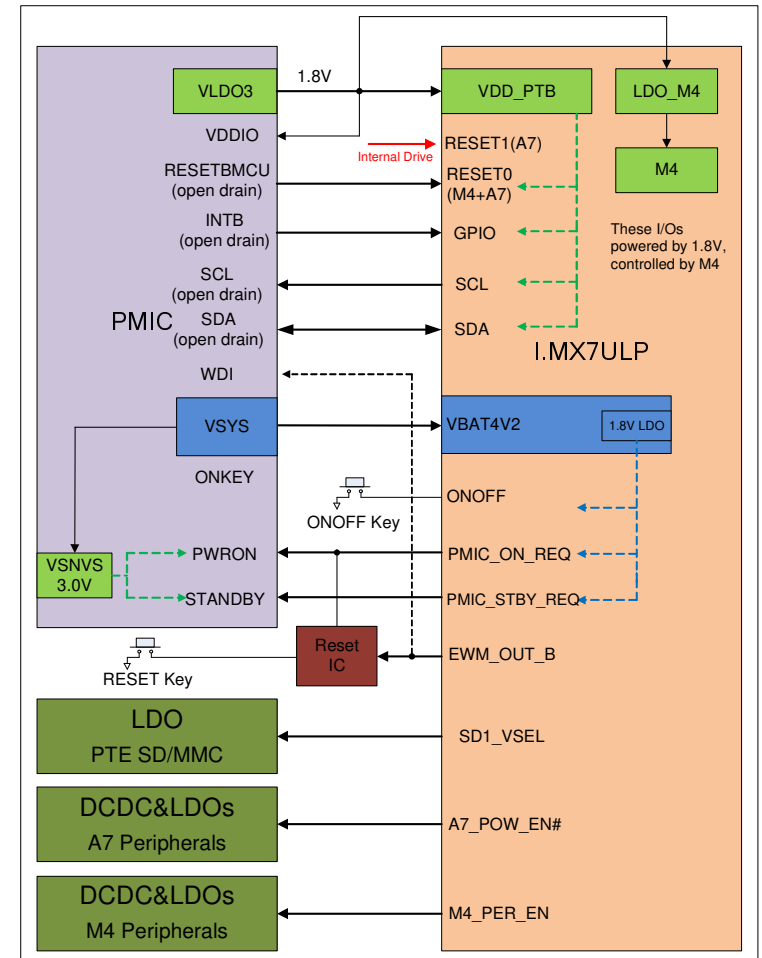 VLDO3
1.8V
VDD_PTB
LDO_M4
VDDIO
RESET1(A7)
Internal Drive
RESETBMCU
(open drain)
RESET0
(M4+A7)
M4
INTB
(open drain)
GPIO
These I/Os
powered by 1.8V,
controlled by M4
SCL
(open drain)
SCL
PMIC
SDA
(open drain)
SDA
I.MX7ULP
WDI
VSYS
VBAT4V2
1.8V LDO
ONKEY
ONOFF
ONOFF Key
VSNVS
3.0V
PWRON
PMIC_ON_REQ
STANDBY
PMIC_STBY_REQ
Reset
IC
EWM_OUT_B
RESET Key
LDO
PTE SD/MMC
SD1_VSEL
DCDC&LDOs
A7 Peripherals
A7_POW_EN#
DCDC&LDOs
M4 Peripherals
M4_PER_EN